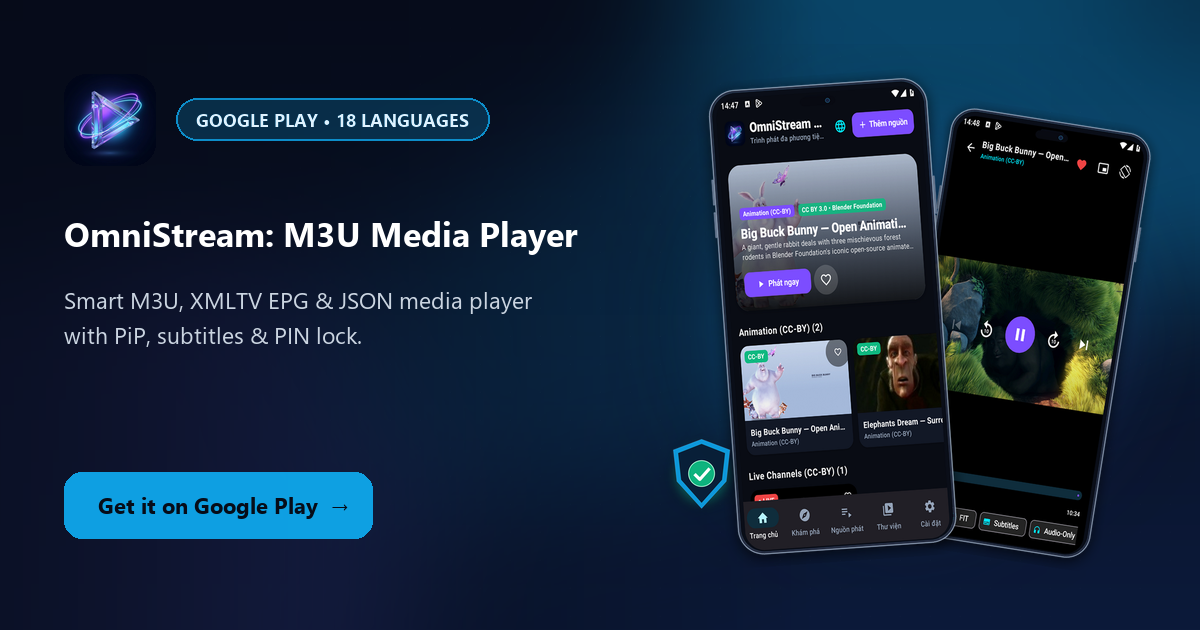 GOOGLE PLAY • 18 LANGUAGES
OmniStream: M3U Media Player
Smart M3U, XMLTV EPG & JSON media player
with PiP, subtitles & PIN lock.
Get it on Google Play →
14:47
OmniStream ...
Trình phát đa phương tiệ...
+ Thêm nguồn
Animation (CC-BY)
CC BY 3.0 • Blender Foundation
Big Buck Bunny — Open Animati...
A giant, gentle rabbit deals with three mischievous forest
rodents in Blender Foundation's iconic open-source animate...
Phát ngay
Animation (CC-BY) (2)
CC-BY
CC-BY
Big Buck Bunny — Open Ani...
Animation (CC-BY)
Elephants Dream — Surre
Animation (CC-BY)
Live Channels (CC-BY) (1)
Trang chủ
Khám phá
Nguồn phát
Thư viện
Cài đặt
14:48
Big Buck Bunny — Open...
Animation (CC-BY)
10
10
10:34
FIT
Subtitles
Audio-Only